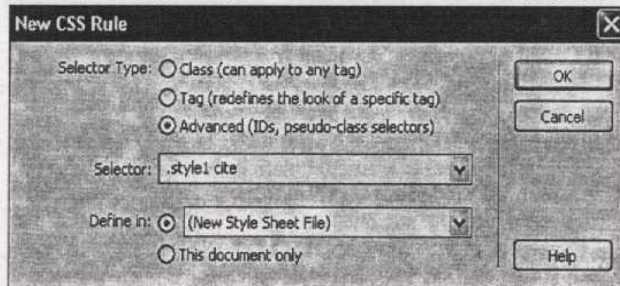 New CSS Rule
Selector Type: Class (can apply to any tag)
Tag (redefines the look of a specific tag)
Advanced (IDs, pseudo-class selectors)
Selector: .style1 cite
Define in: (New Style Sheet File)
This document only
OK
Cancel
Help